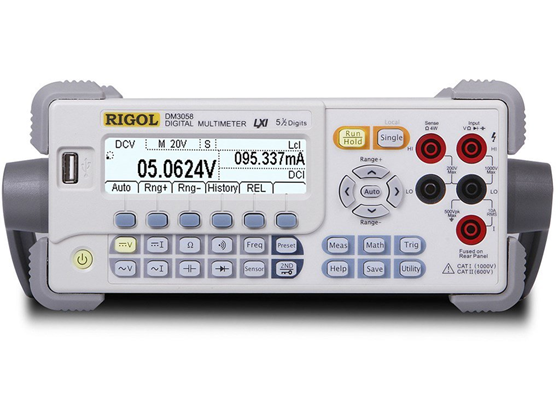 RIGOL DM3058 DIGITAL MULTIMETER LXI 5½ Digits
DCV M 20V S Lcl
05.0624V 095.337mA
DCI
Auto Rng+ Rng- History REL
Run Hold
Local
Single
Range+
Auto
Range-
Sense Ω 4W
Input
HI
200V Max
1000V Max
LO
500Vpk Max
10A RMS
I
Fused on Rear Panel
CAT I (1000V)
CAT II (600V)
V I Ω Freq Preset
~V ~I Sensor 2ND
Meas Math Trig
Help Save Utility